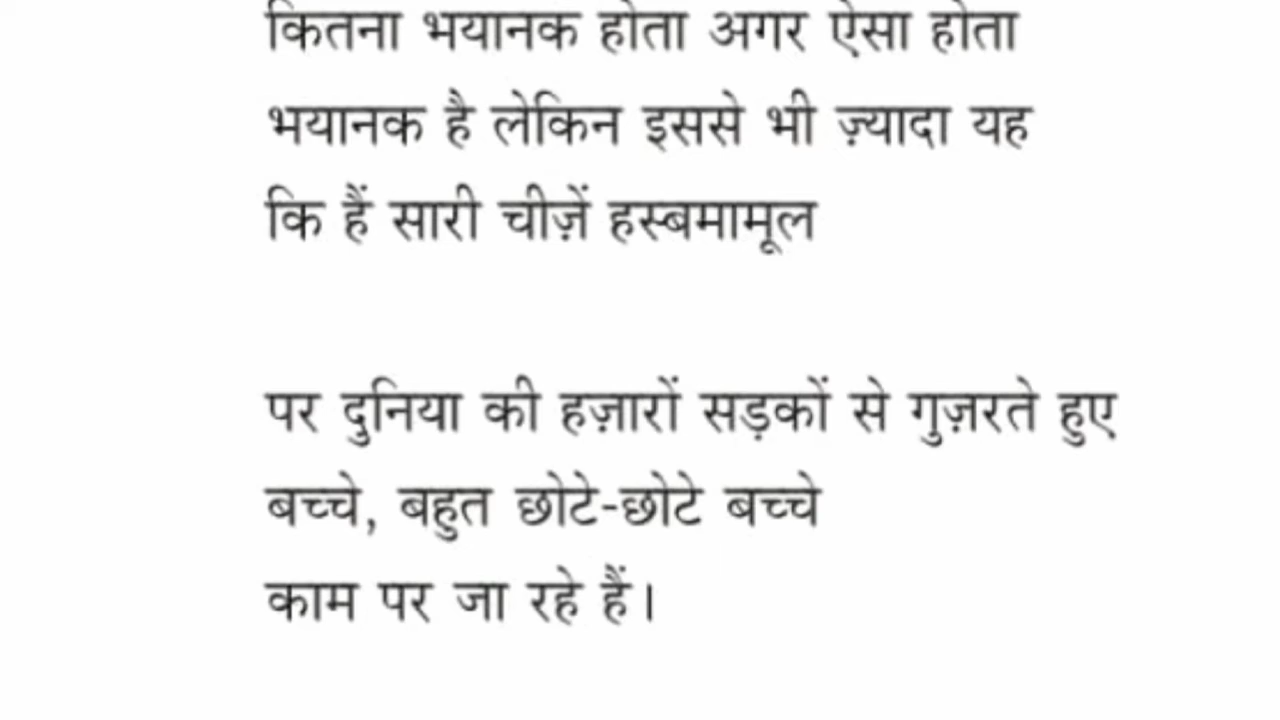 कितना भयानक होता अगर ऐसा होता
भयानक है लेकिन इससे भी ज़्यादा यह
कि हैं सारी चीज़ें हस्बमामूल
पर दुनिया की हज़ारों सड़कों से गुज़रते हुए
बच्चे, बहुत छोटे-छोटे बच्चे
काम पर जा रहे हैं।